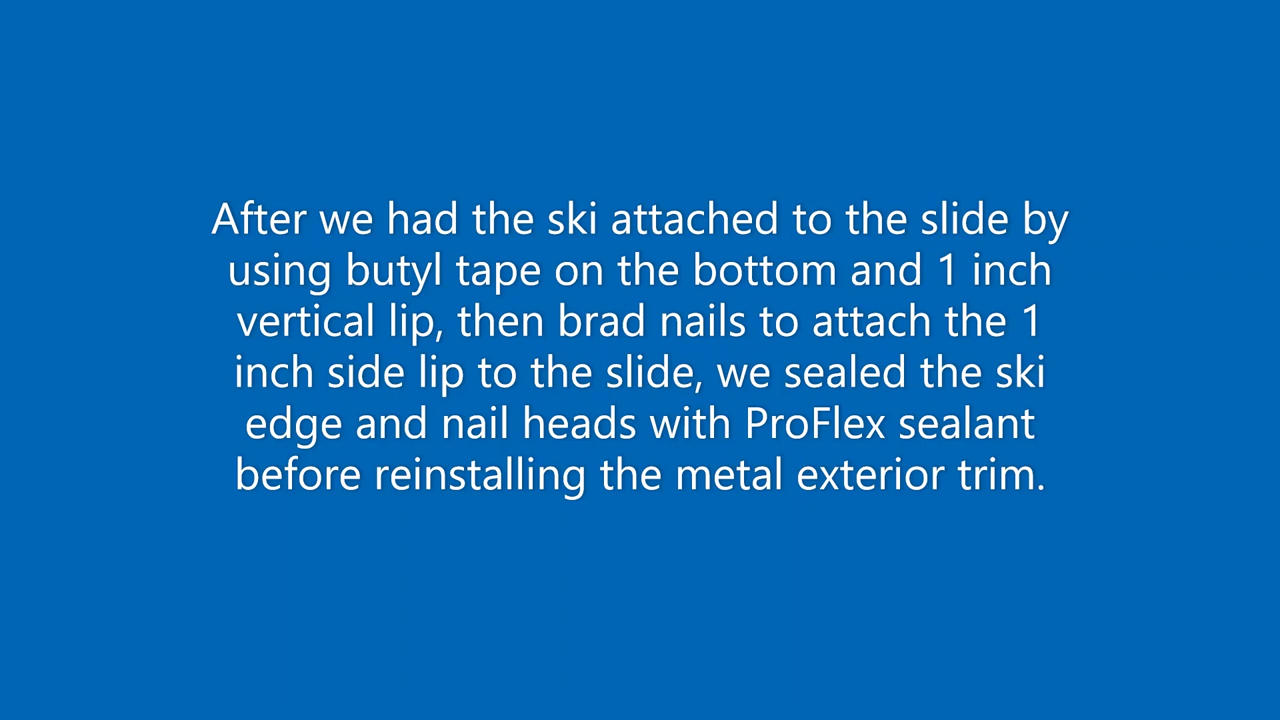 After we had the ski attached to the slide by
using butyl tape on the bottom and 1 inch
vertical lip, then brad nails to attach the 1
inch side lip to the slide, we sealed the ski
edge and nail heads with ProFlex sealant
before reinstalling the metal exterior trim.